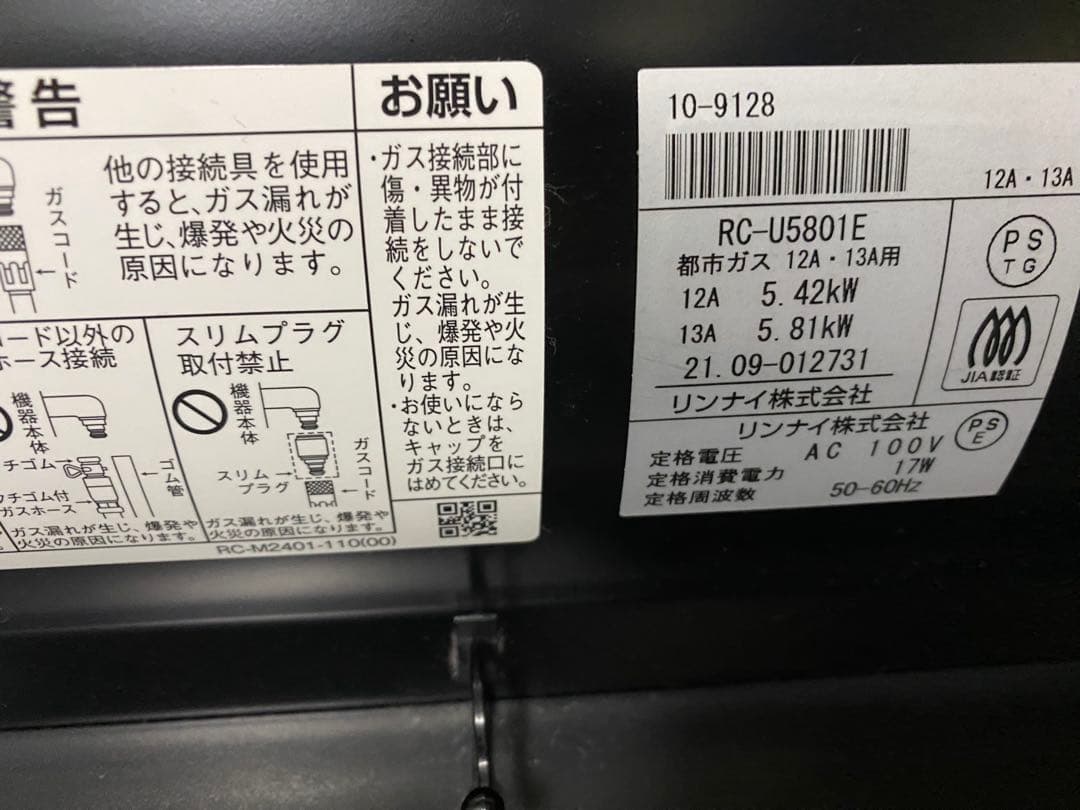 警告
他の接続具を使用
すると、ガス漏れが
生じ、爆発や火災の
原因になります。
ガスコード
コード以外の
ホース接続
機器本体
ゴム管
ガスホース
ガス漏れが生じ、爆発や
火災の原因になります。
スリムプラグ
取付禁止
機器本体
スリム
プラグ
ガスコード
ガス漏れが生じ、爆発や
火災の原因になります。
RC-M2401-110(00)
お願い
・ガス接続部に
傷・異物が付
着したまま接
続をしないで
ください。
ガス漏れが生
じ、爆発や火
災の原因にな
ります。
・お使いになら
ないときは、
キャップを
ガス接続口に
はめてください。
10-9128
12A・13A
RC-U5801E
都市ガス 12A・13A用
12A 5.42kW
13A 5.81kW
21.09-012731
リンナイ株式会社
PS
TG
JIA認証
リンナイ株式会社
PS
E
定格電圧 AC 100V
定格消費電力 17W
定格周波数 50-60Hz